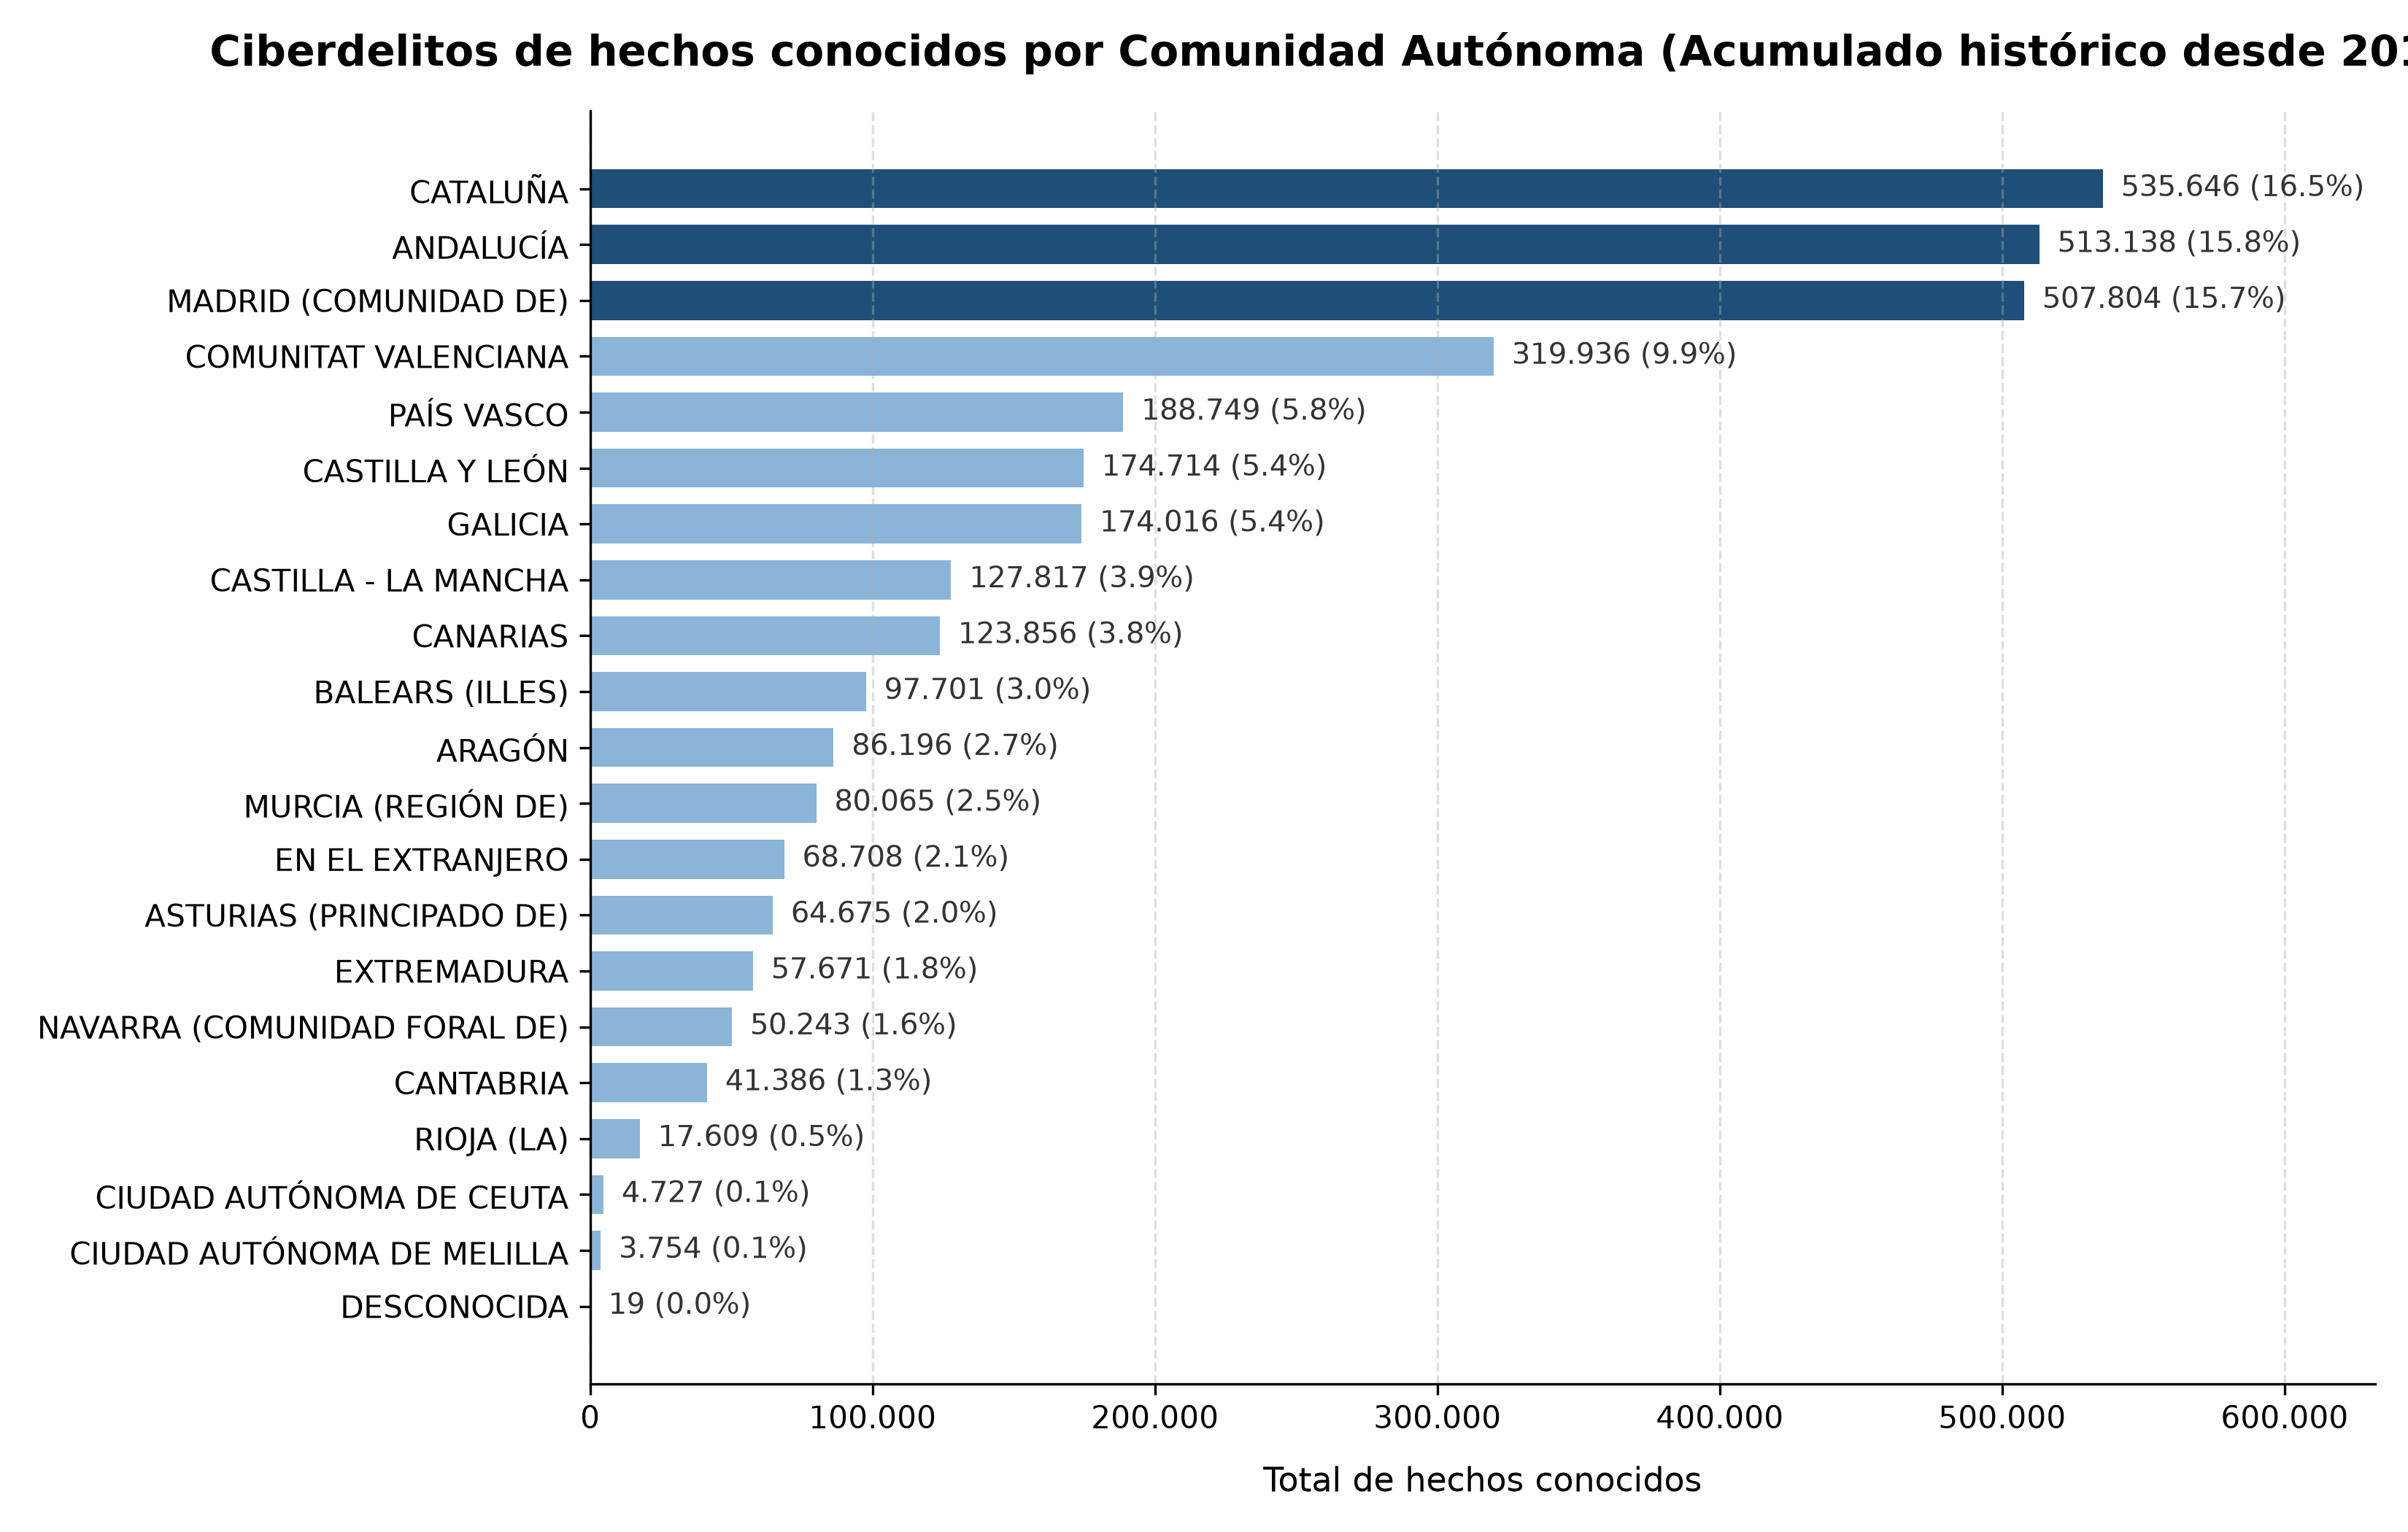 Ciberdelitos de hechos conocidos por Comunidad Autónoma (Acumulado histórico desde
CATALUÑA 535.646 (16.5%)
ANDALUCÍA 513.138 (15.8%)
MADRID (COMUNIDAD DE) 507.804 (15.7%)
COMUNITAT VALENCIANA 319.936 (9.9%)
PAÍS VASCO 188.749 (5.8%)
CASTILLA Y LEÓN 174.714 (5.4%)
GALICIA 174.016 (5.4%)
CASTILLA - LA MANCHA 127.817 (3.9%)
CANARIAS 123.856 (3.8%)
BALEARS (ILLES) 97.701 (3.0%)
ARAGÓN 86.196 (2.7%)
MURCIA (REGIÓN DE) 80.065 (2.5%)
EN EL EXTRANJERO 68.708 (2.1%)
ASTURIAS (PRINCIPADO DE) 64.675 (2.0%)
EXTREMADURA 57.671 (1.8%)
NAVARRA (COMUNIDAD FORAL DE) 50.243 (1.6%)
CANTABRIA 41.386 (1.3%)
RIOJA (LA) 17.609 (0.5%)
CIUDAD AUTÓNOMA DE CEUTA 4.727 (0.1%)
CIUDAD AUTÓNOMA DE MELILLA 3.754 (0.1%)
DESCONOCIDA 19 (0.0%)
0 100.000 200.000 300.000 400.000 500.000 600.000
Total de hechos conocidos